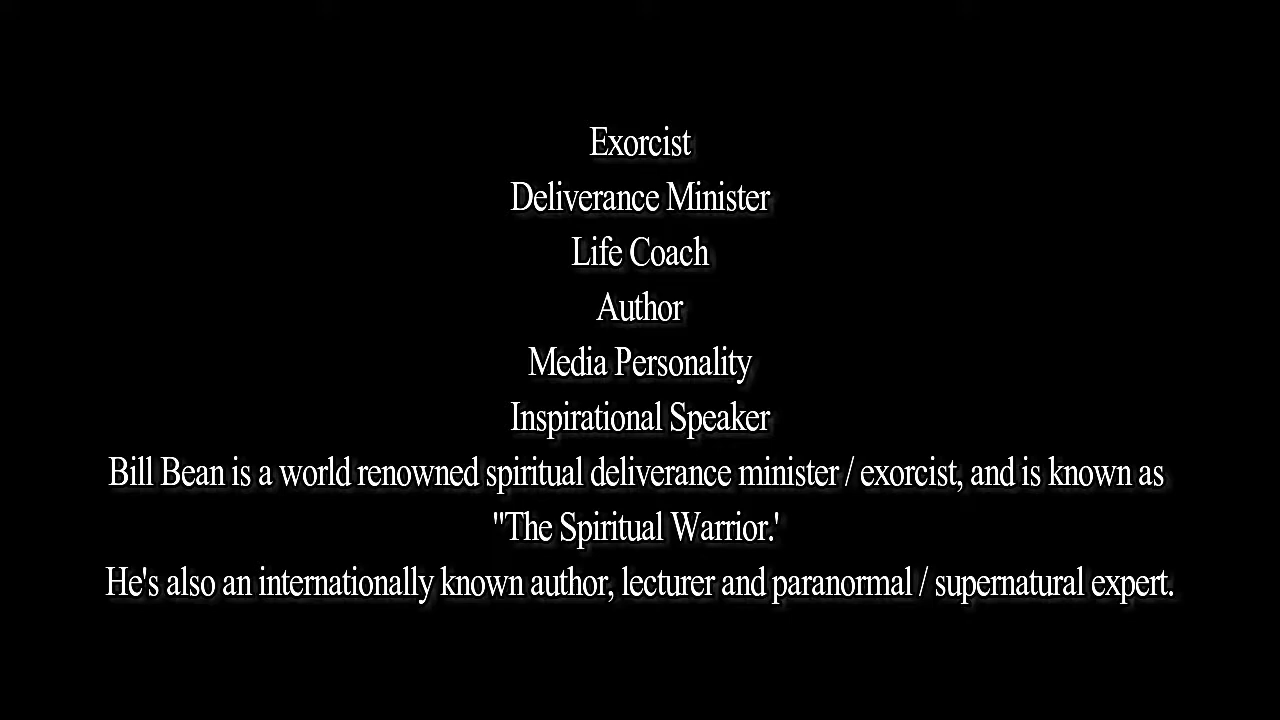 Exorcist
Deliverance Minister
Life Coach
Author
Media Personality
Inspirational Speaker
Bill Bean is a world renowned spiritual deliverance minister / exorcist, and is known as
"The Spiritual Warrior.'
He's also an internationally known author, lecturer and paranormal / supernatural expert.